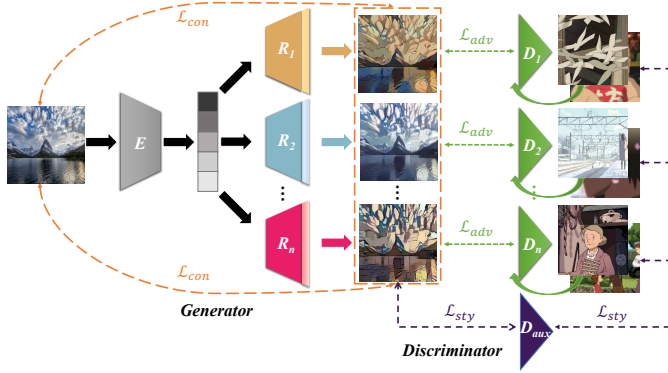 ℒcon
R1
ℒadv
D1
E
R2
ℒadv
D2
Rn
ℒadv
Dn
ℒcon
Generator
ℒsty
Daux
ℒsty
Discriminator